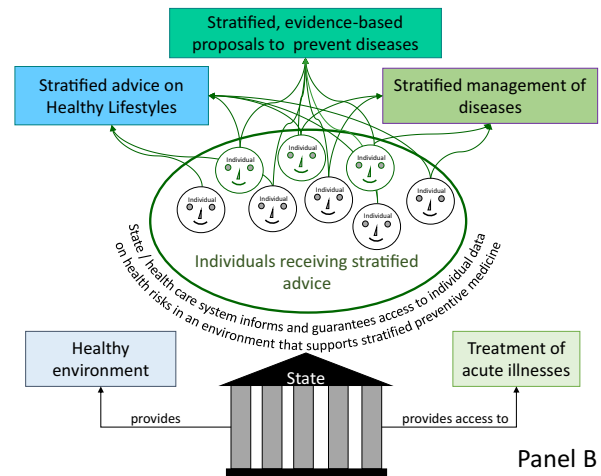 Stratified, evidence-based
proposals to prevent diseases
Stratified advice on
Healthy Lifestyles
Stratified management of
diseases
Individual
Individual
Individual
Individual
Individual
Individual
Individual
Individual
Individuals receiving stratified
advice
State / health care system informs and guarantees access to individual data
on health risks in an environment that supports stratified preventive medicine
Healthy
environment
Treatment of
acute illnesses
State
provides
provides access to
Panel B